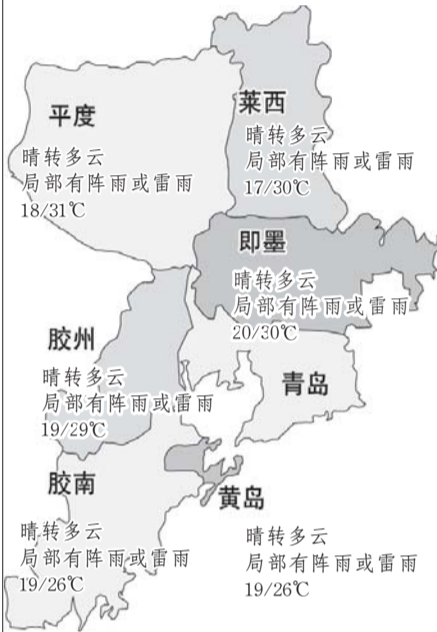 平度
晴转多云
局部有阵雨或雷雨
18/31℃
莱西
晴转多云
局部有阵雨或雷雨
17/30℃
即墨
晴转多云
局部有阵雨或雷雨
20/30℃
胶州
晴转多云
局部有阵雨或雷雨
19/29℃
青岛
胶南
晴转多云
局部有阵雨或雷雨
19/26℃
黄岛
晴转多云
局部有阵雨或雷雨
19/26℃